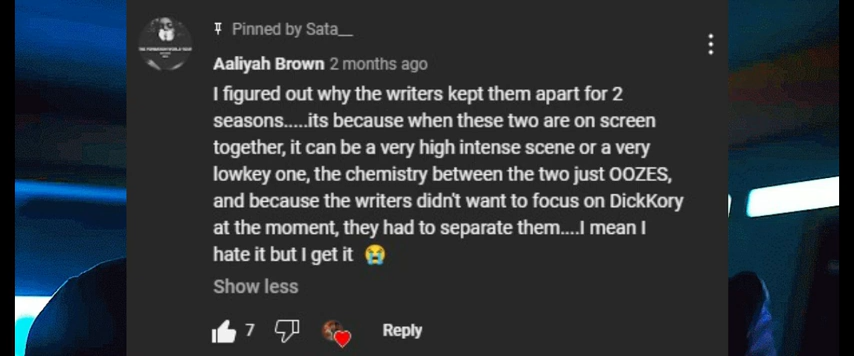 Pinned by Sata__
Aaliyah Brown 2 months ago
I figured out why the writers kept them apart for 2
seasons.....its because when these two are on screen
together, it can be a very high intense scene or a very
lowkey one, the chemistry between the two just OOZES,
and because the writers didn't want to focus on DickKory
at the moment, they had to separate them....I mean I
hate it but I get it 😭
Show less
7 Reply